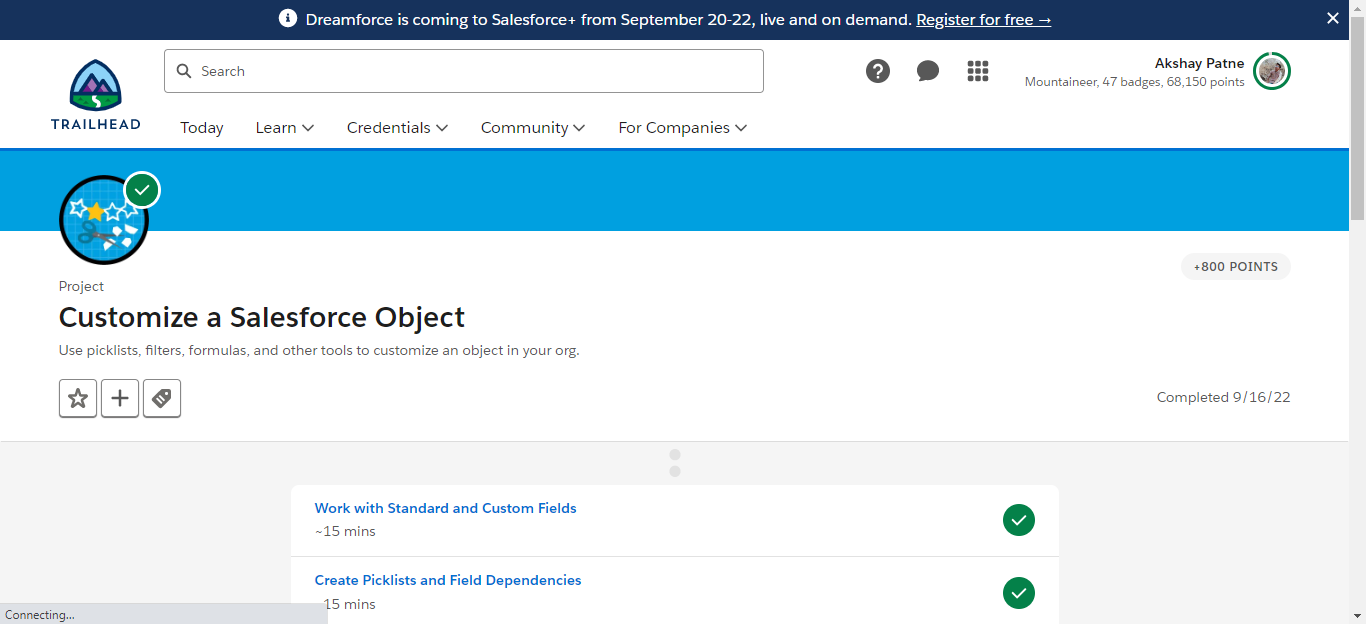 Dreamforce is coming to Salesforce+ from September 20-22, live and on demand. Register for free →
TRAILHEAD
Search
Akshay Patne
Mountaineer, 47 badges, 68,150 points
Today
Learn
Credentials
Community
For Companies
+800 POINTS
Project
Customize a Salesforce Object
Use picklists, filters, formulas, and other tools to customize an object in your org.
Completed 9/16/22
Work with Standard and Custom Fields
~15 mins
Create Picklists and Field Dependencies
~15 mins
Connecting...